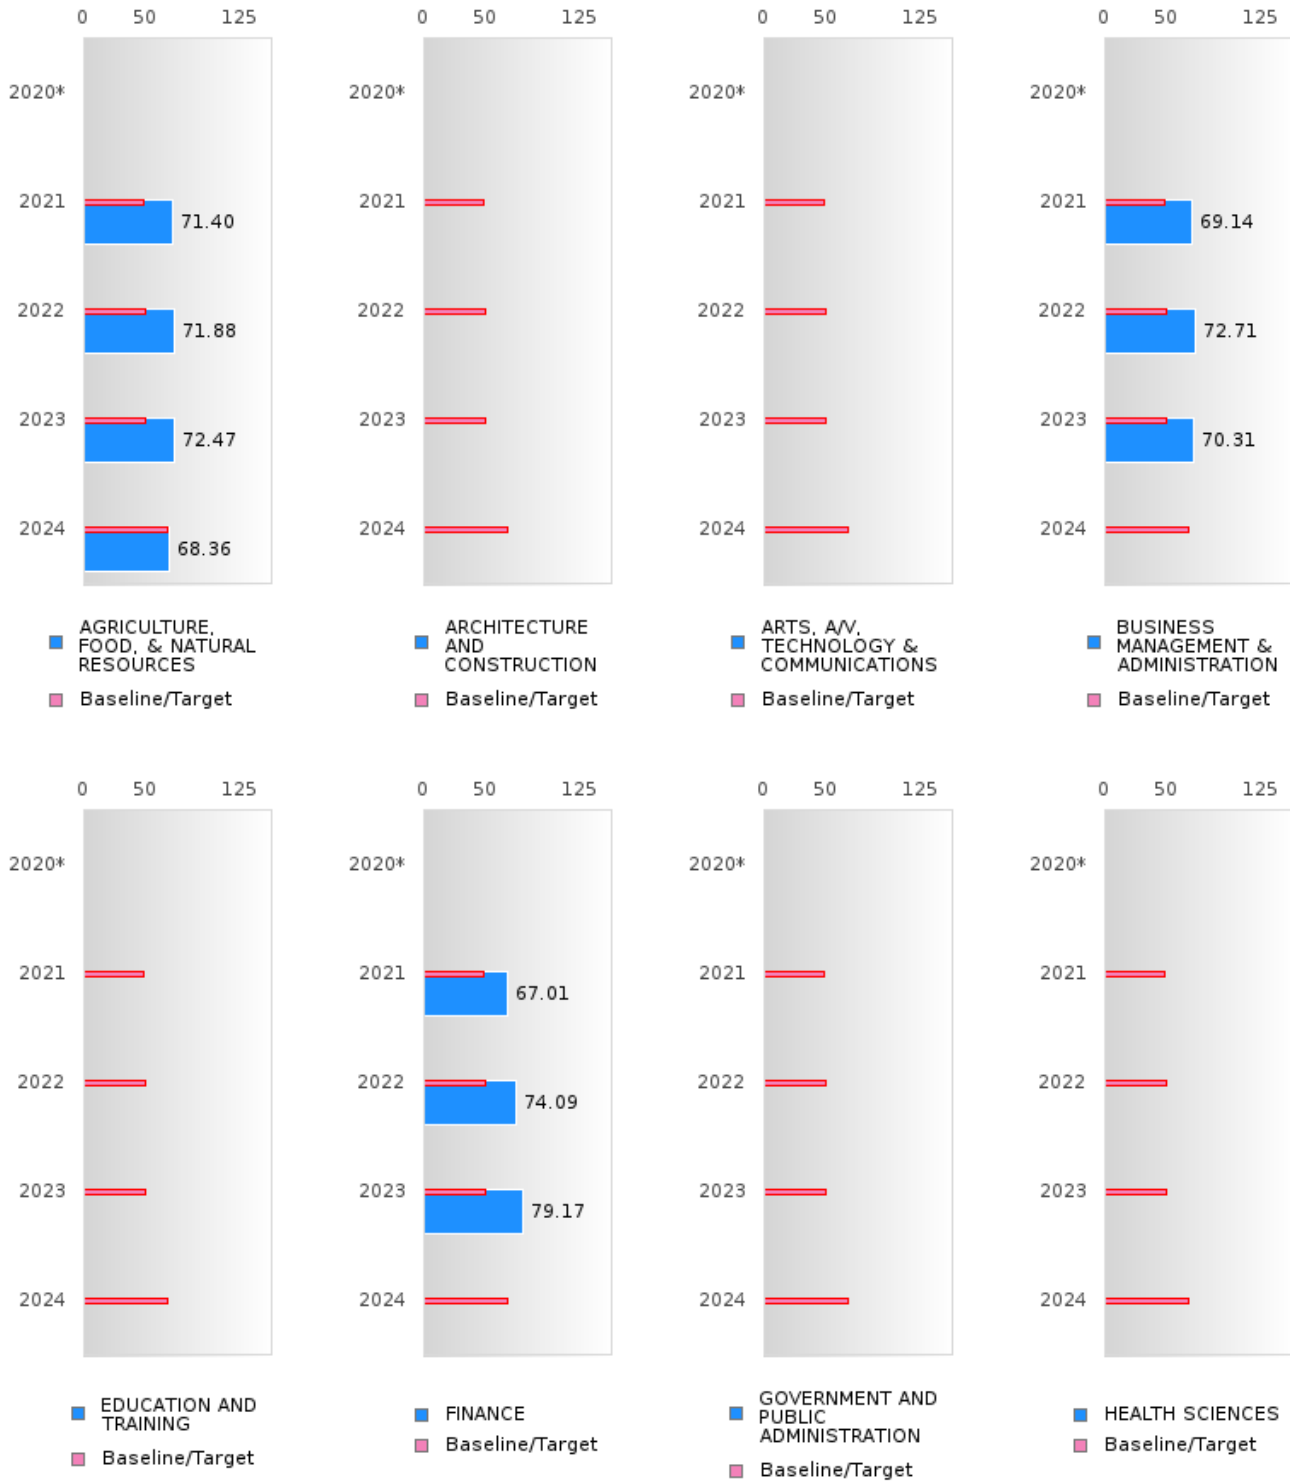 0 50 125
2020*
2021
71.40
2022
71.88
2023
72.47
2024
68.36
AGRICULTURE,
FOOD, & NATURAL
RESOURCES
Baseline/Target
0 50 125
2020*
2021
2022
2023
2024
ARCHITECTURE
AND
CONSTRUCTION
Baseline/Target
0 50 125
2020*
2021
2022
2023
2024
ARTS, A/V,
TECHNOLOGY &
COMMUNICATIONS
Baseline/Target
0 50 125
2020*
2021
69.14
2022
72.71
2023
70.31
2024
BUSINESS
MANAGEMENT &
ADMINISTRATION
Baseline/Target
0 50 125
2020*
2021
2022
2023
2024
EDUCATION AND
TRAINING
Baseline/Target
0 50 125
2020*
2021
67.01
2022
74.09
2023
79.17
2024
FINANCE
Baseline/Target
0 50 125
2020*
2021
2022
2023
2024
GOVERNMENT AND
PUBLIC
ADMINISTRATION
Baseline/Target
0 50 125
2020*
2021
2022
2023
2024
HEALTH SCIENCES
Baseline/Target